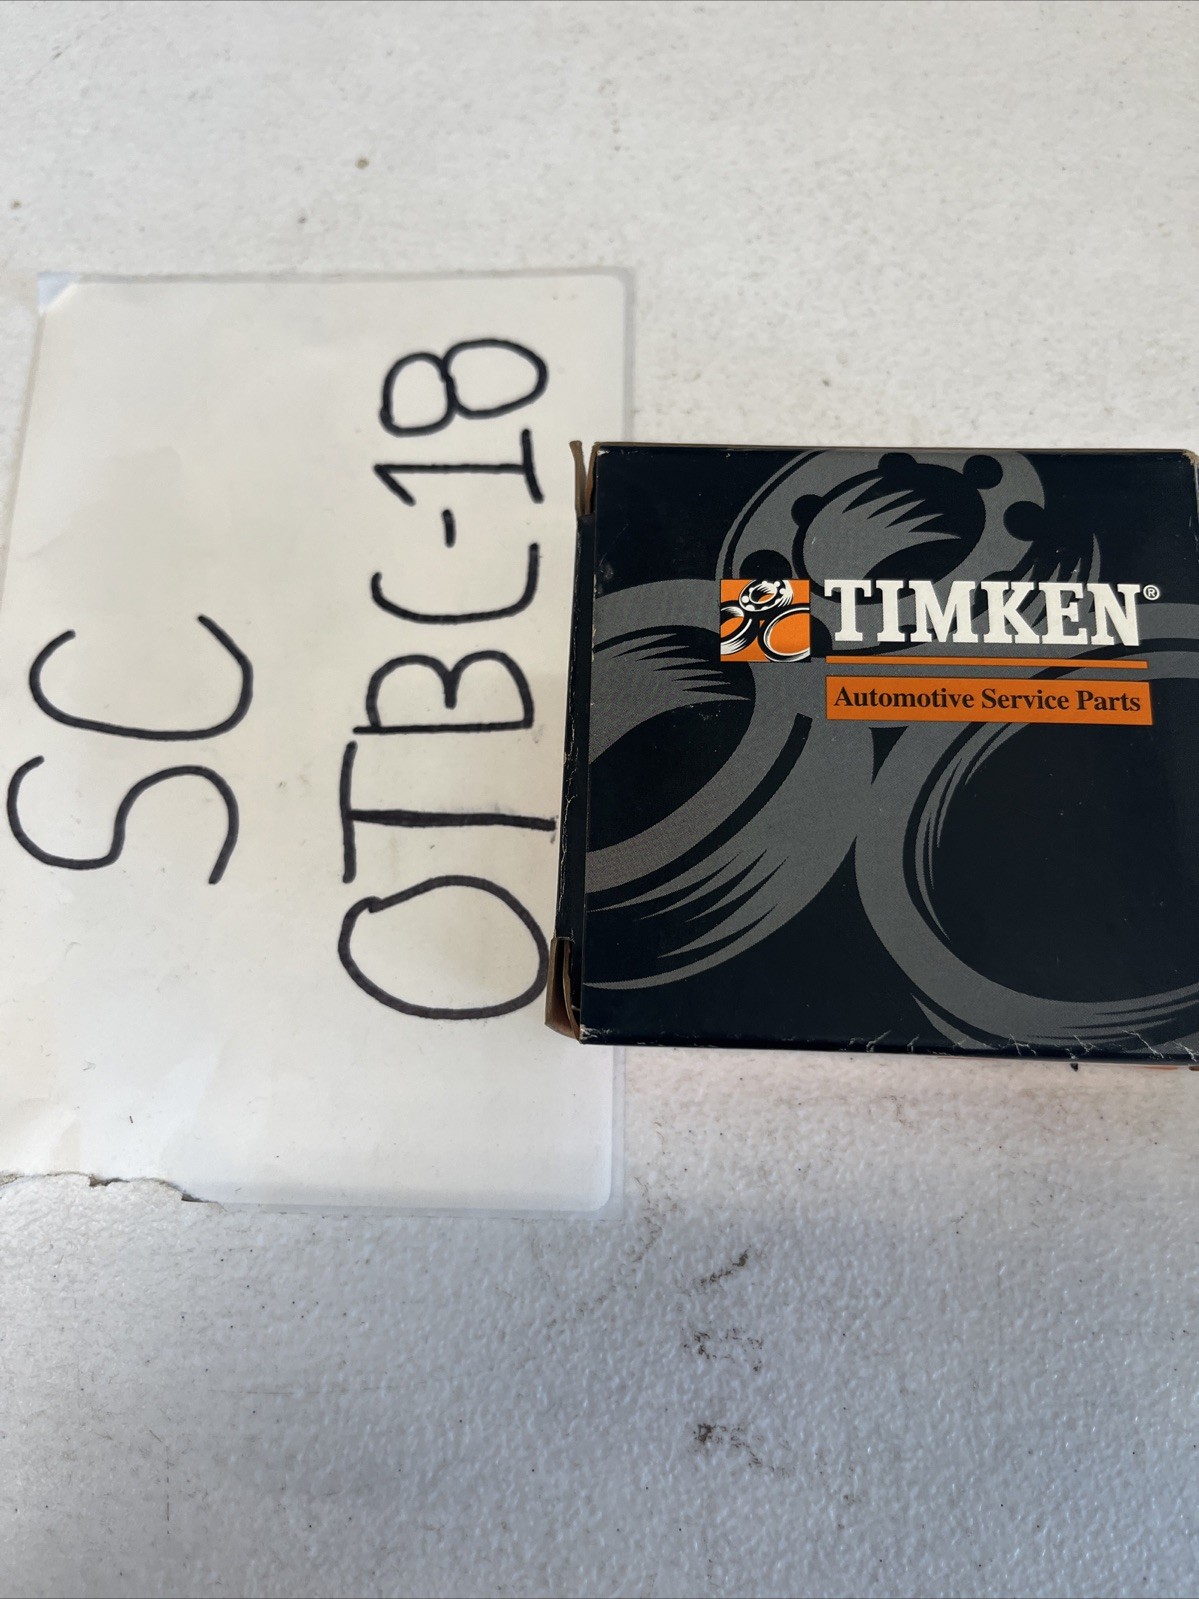 SC
OTBC-18
TIMKEN®
Automotive Service Parts